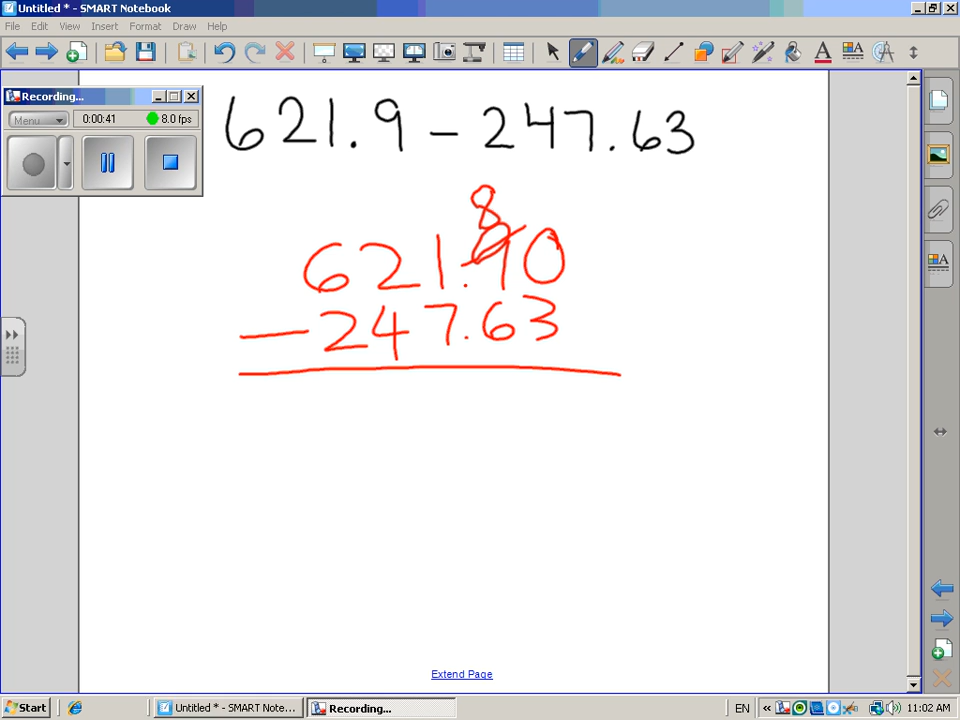 Untitled * - SMART Notebook
File Edit View Insert Format Draw Help
Recording...
Menu 0:00:41 8.0 fps
621.9 - 247.63
8
621.90
- 247.63
Extend Page
Start Untitled * - SMART Note... Recording... EN « 11:02 AM